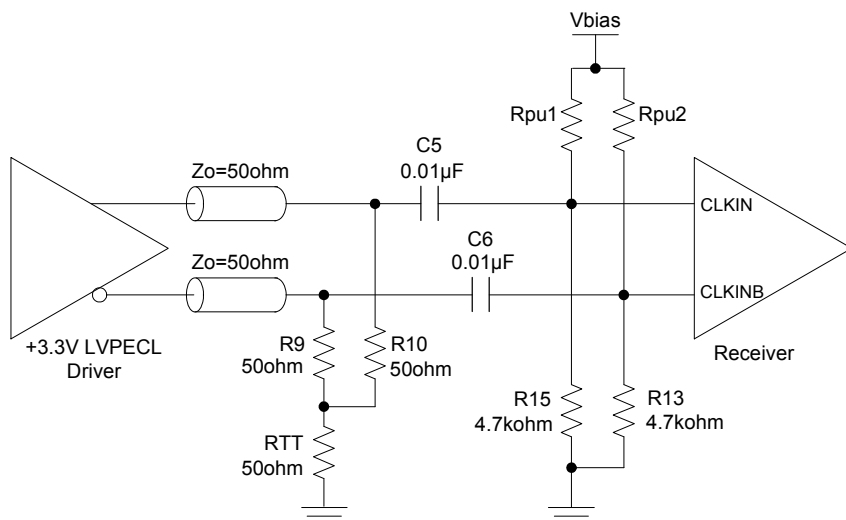 Vbias
Rpu1
Rpu2
C5
0.01µF
Zo=50ohm
CLKIN
C6
0.01µF
Zo=50ohm
CLKINB
+3.3V LVPECL
Driver
R9
50ohm
R10
50ohm
Receiver
R15
4.7kohm
R13
4.7kohm
RTT
50ohm